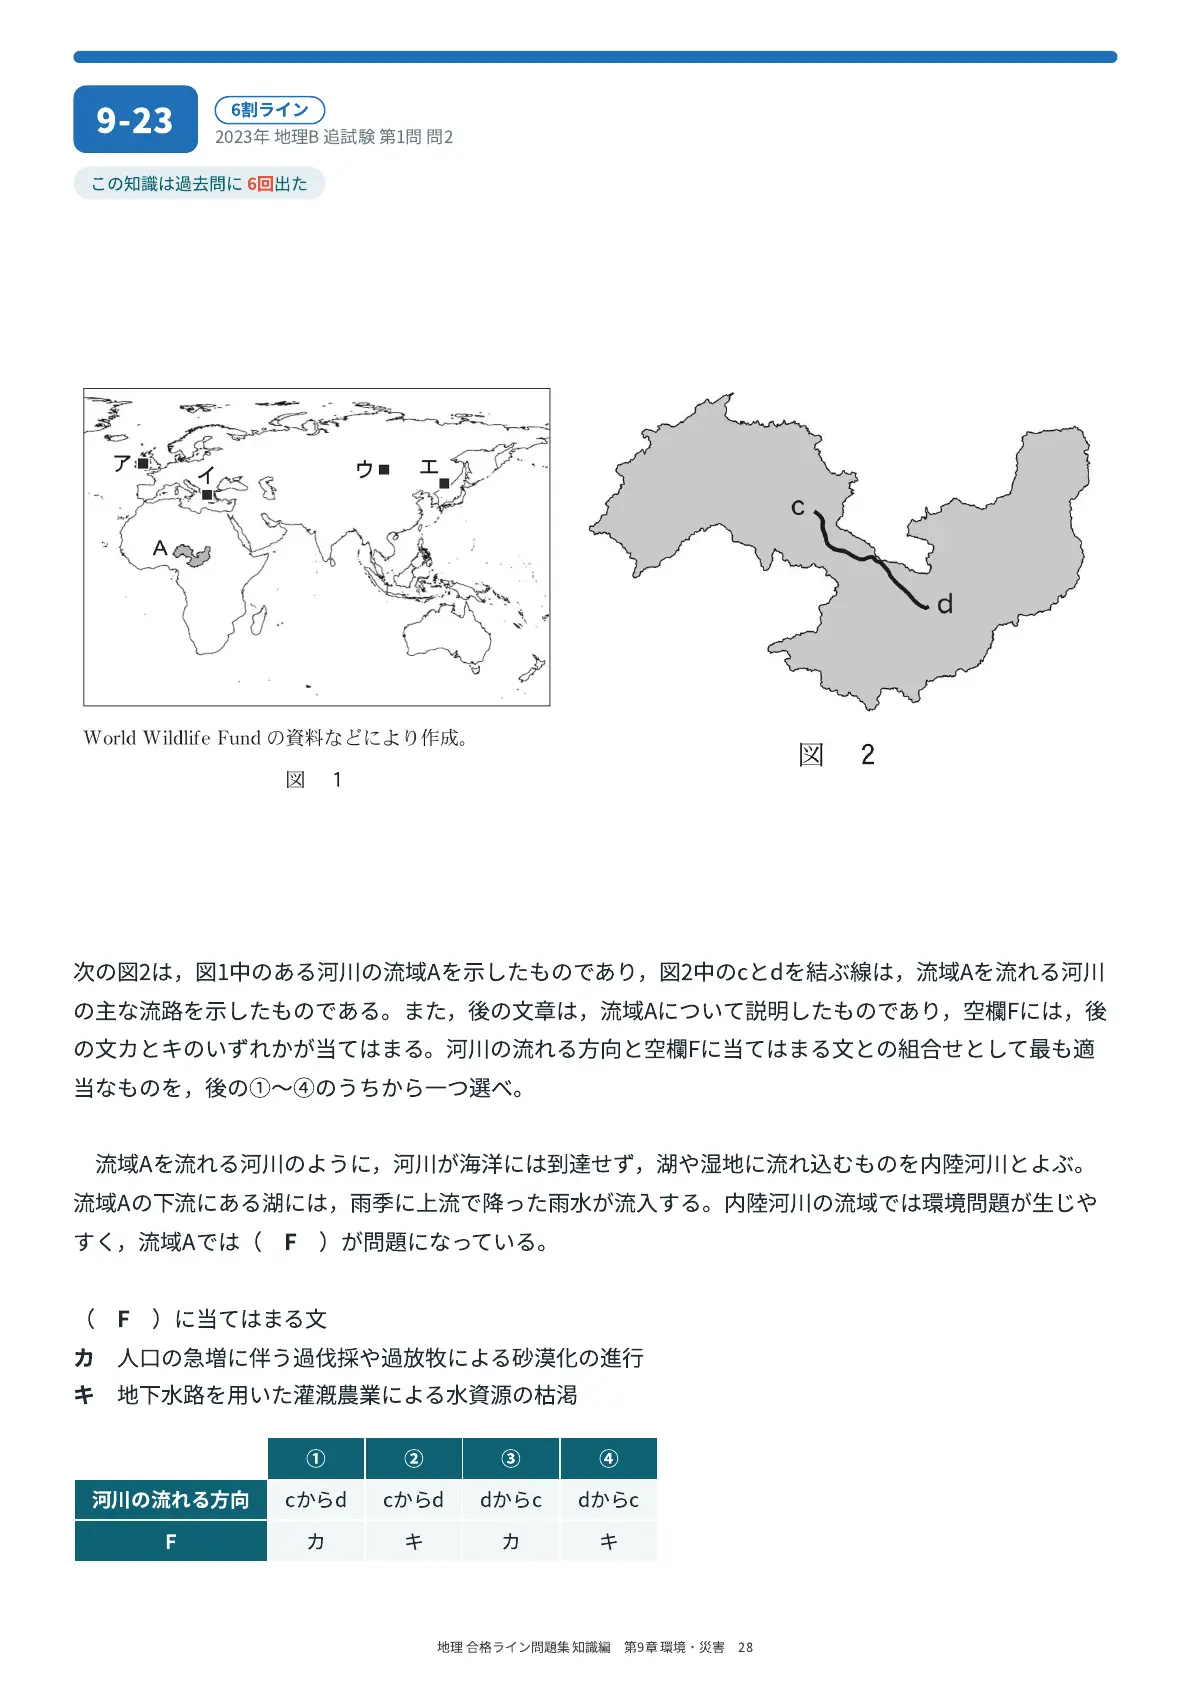 9-23
6割ライン
2023年 地理B 追試験 第1問 問2
この知識は過去問に 6回出た
ア
イ
ウ
エ
A
c
d
World Wildlife Fund の資料などにより作成。
図 1
図 2
次の図2は，図1中のある河川の流域Aを示したものであり，図2中のcとdを結ぶ線は，流域Aを流れる河川
の主な流路を示したものである。また，後の文章は，流域Aについて説明したものであり，空欄Fには，後
の文カとキのいずれかが当てはまる。河川の流れる方向と空欄Fに当てはまる文との組合せとして最も適
当なものを，後の①～④のうちから一つ選べ。
流域Aを流れる河川のように，河川が海洋には到達せず，湖や湿地に流れ込むものを内陸河川とよぶ。
流域Aの下流にある湖には，雨季に上流で降った雨水が流入する。内陸河川の流域では環境問題が生じや
すく，流域Aでは（ F ）が問題になっている。
（ F ）に当てはまる文
カ 人口の急増に伴う過伐採や過放牧による砂漠化の進行
キ 地下水路を用いた灌漑農業による水資源の枯渇
① ② ③ ④
河川の流れる方向 cからd cからd dからc dからc
F カ キ カ キ
地理 合格ライン問題集 知識編 第9章 環境・災害 28